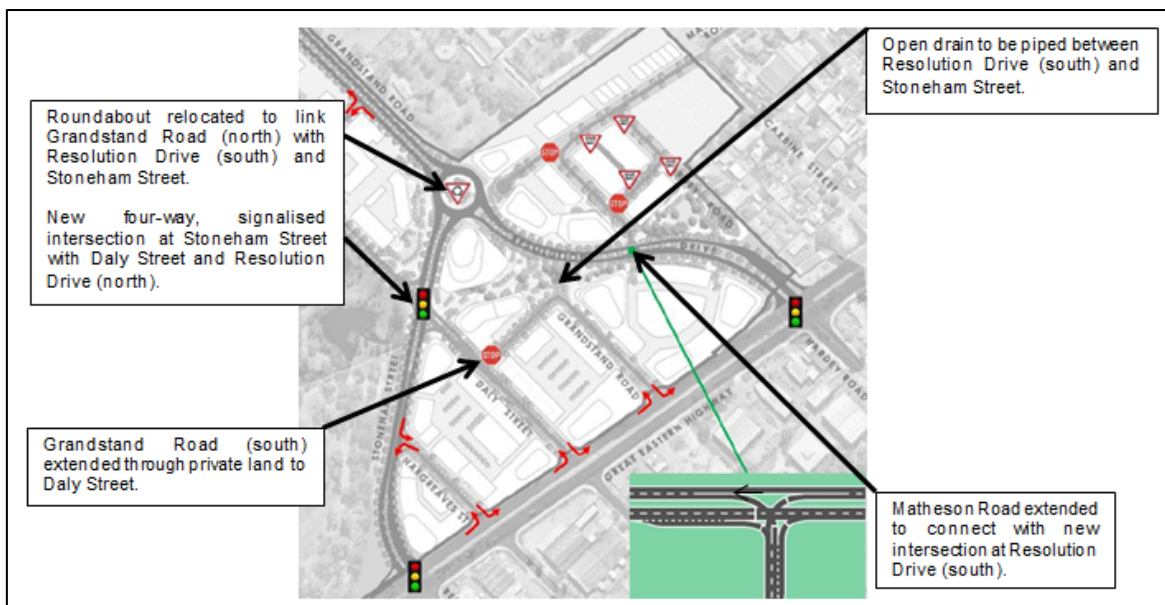 Open drain to be piped between
Resolution Drive (south) and
Stoneham Street.
Roundabout relocated to link
Grandstand Road (north) with
Resolution Drive (south) and
Stoneham Street.
New four-way, signalised
intersection at Stoneham Street
with Daly Street and Resolution
Drive (north).
Grandstand Road (south)
extended through private land to
Daly Street.
Matheson Road extended
to connect with new
intersection at Resolution
Drive (south).
GRANDSTAND ROAD
CARBINE STREET
STOP
STOP
ROAD
DRIVE
STOP
GRANDSTAND ROAD
DALY STREET
STONEHAM STREET
HARGREAVES ST
GREAT EASTERN HIGHWAY
HARDEY ROAD